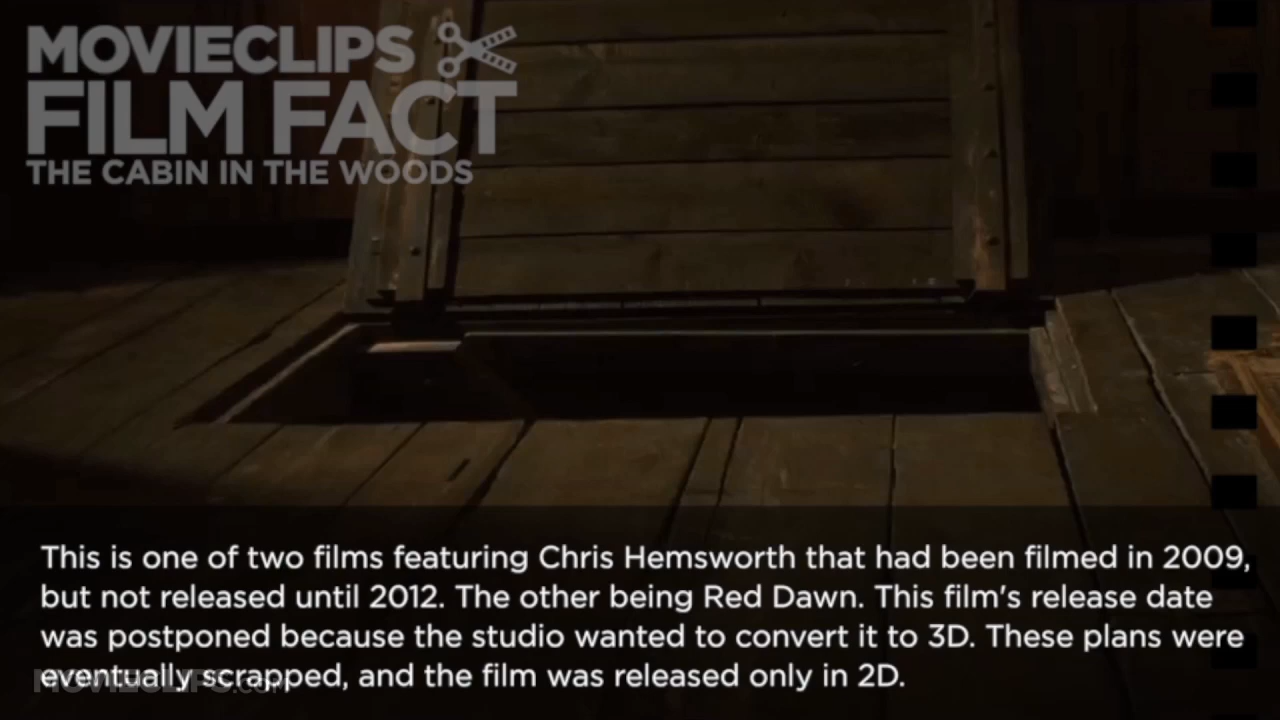 MOVIECLIPS
FILM FACT
THE CABIN IN THE WOODS
This is one of two films featuring Chris Hemsworth that had been filmed in 2009,
but not released until 2012. The other being Red Dawn. This film's release date
was postponed because the studio wanted to convert it to 3D. These plans were
eventually scrapped, and the film was released only in 2D.
MOVIECLIPS.com